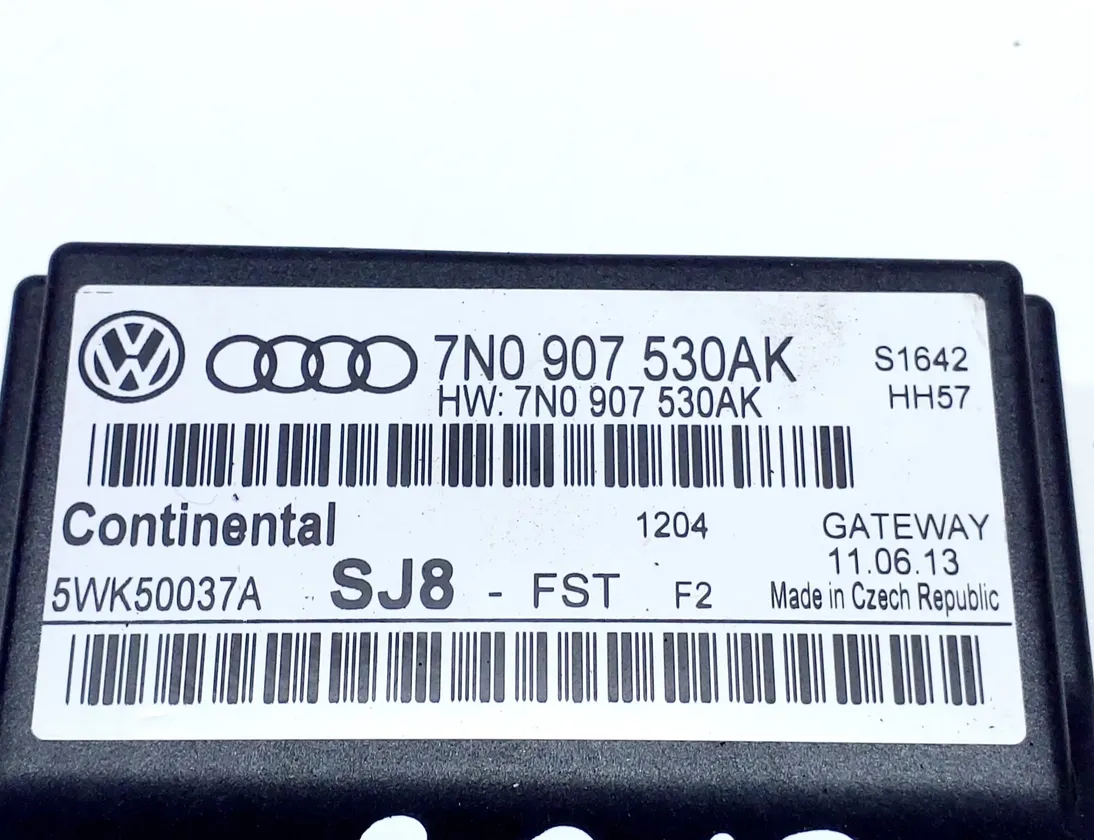 7N0 907 530AK S1642
HW: 7N0 907 530AK HH57
Continental 1204 GATEWAY
11.06.13
5WK50037A SJ8 - FST F2 Made in Czech Republic